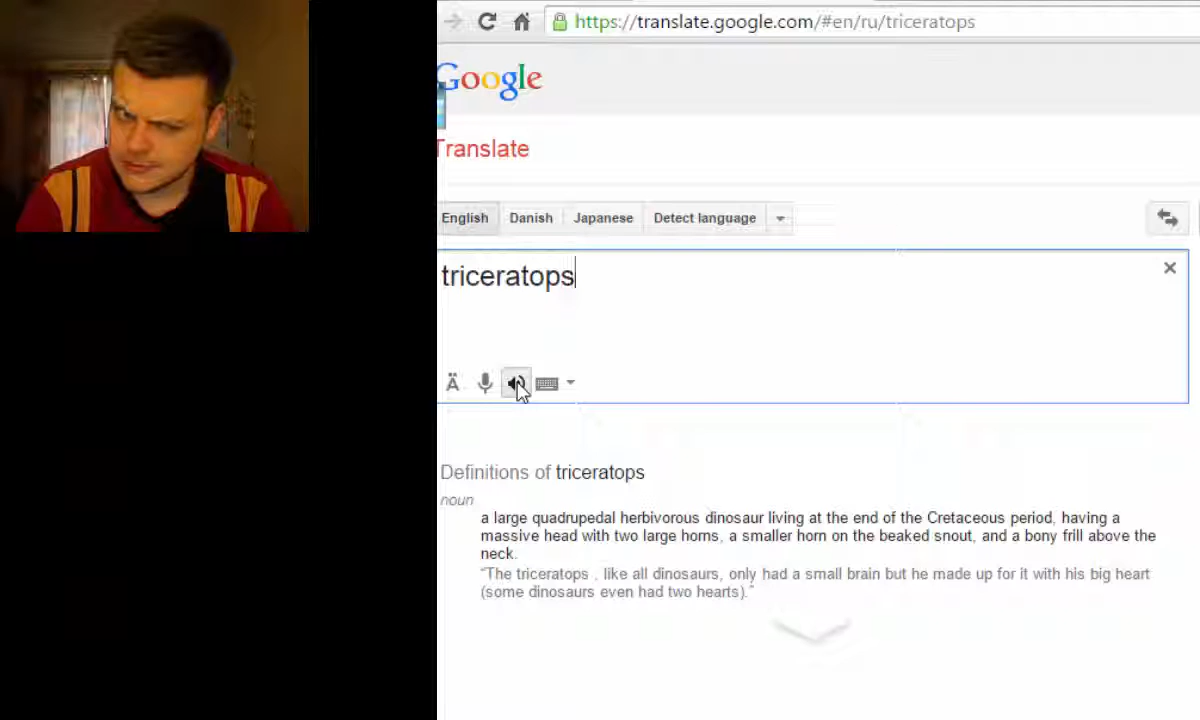 https://translate.google.com/#en/ru/triceratops
Google
Translate
English Danish Japanese Detect language
triceratops
Ä
Definitions of triceratops
noun
a large quadrupedal herbivorous dinosaur living at the end of the Cretaceous period, having a
massive head with two large horns, a smaller horn on the beaked snout, and a bony frill above the
neck.
"The triceratops , like all dinosaurs, only had a small brain but he made up for it with his big heart
(some dinosaurs even had two hearts)."